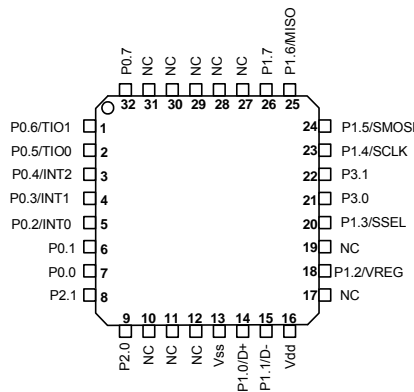 P0.7
NC
NC
NC
NC
NC
P1.7
P1.6/MISO
32 31 30 29 28 27 26 25
P0.6/TIO1 1
P0.5/TIO0 2
P0.4/INT2 3
P0.3/INT1 4
P0.2/INT0 5
P0.1 6
P0.0 7
P2.1 8
24 P1.5/SMOSI
23 P1.4/SCLK
22 P3.1
21 P3.0
20 P1.3/SSEL
19 NC
18 P1.2/VREG
17 NC
9 10 11 12 13 14 15 16
P2.0
NC
NC
NC
Vss
P1.0/D+
P1.1/D-
Vdd